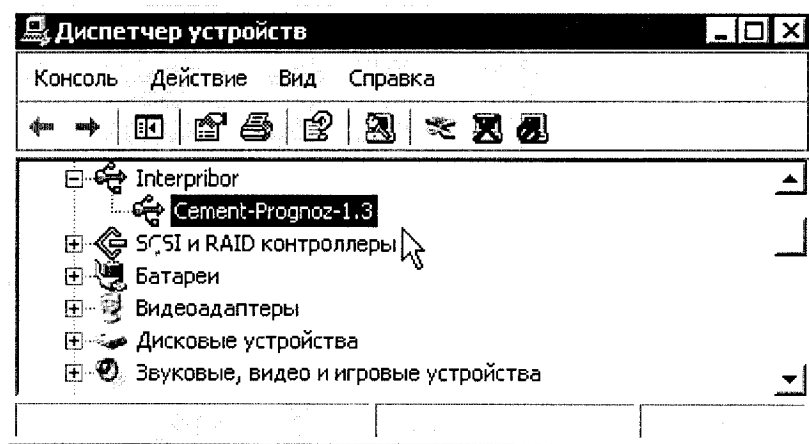 Диспетчер устройств
Консоль Действие Вид Справка
Interpribor
Cement-Prognoz-1.3
SCSI и RAID контроллеры
Батареи
Видеоадаптеры
Дисковые устройства
Звуковые, видео и игровые устройства